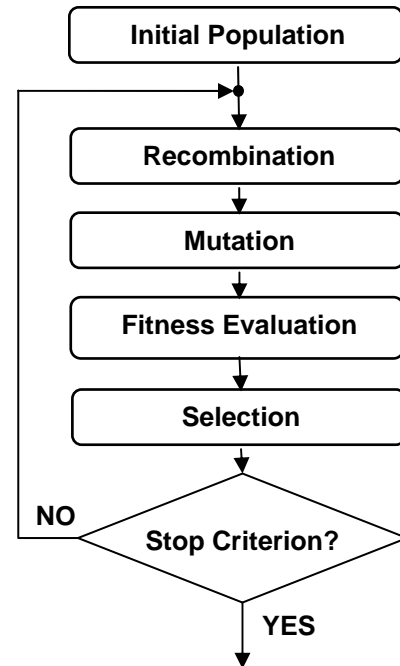 Initial Population
Recombination
Mutation
Fitness Evaluation
Selection
NO
Stop Criterion?
YES